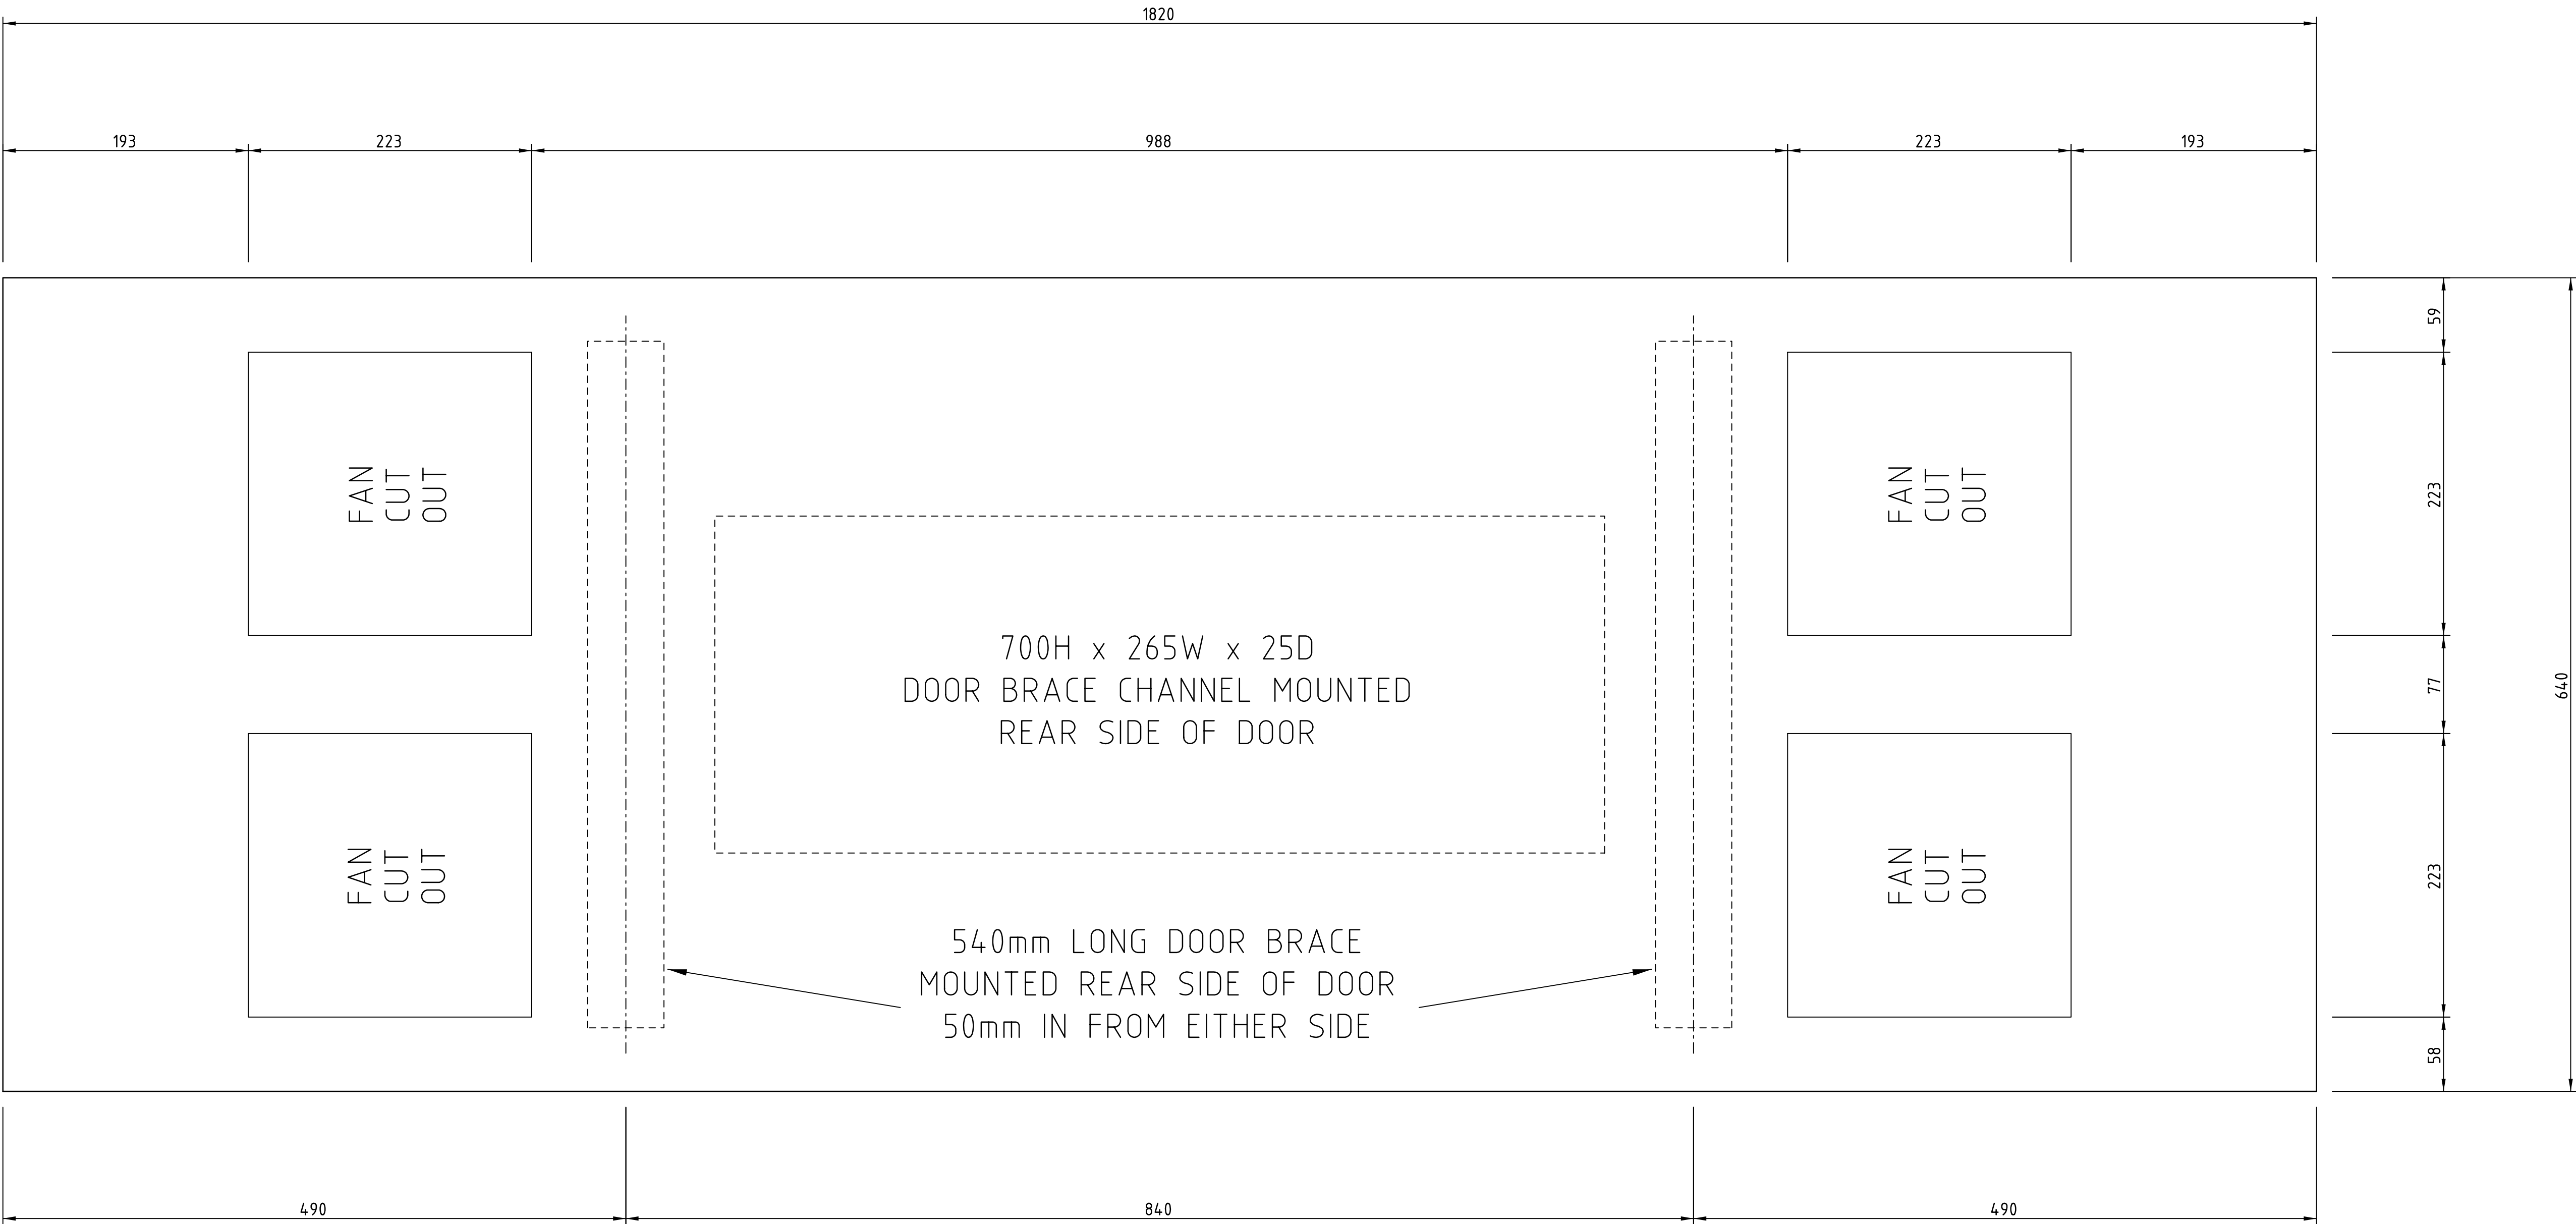 1820
193
223
988
223
193
59
223
77
223
58
640
FAN
CUT
OUT
FAN
CUT
OUT
700H x 265W x 25D
DOOR BRACE CHANNEL MOUNTED
REAR SIDE OF DOOR
FAN
CUT
OUT
FAN
CUT
OUT
540mm LONG DOOR BRACE
MOUNTED REAR SIDE OF DOOR
50mm IN FROM EITHER SIDE
490
840
490